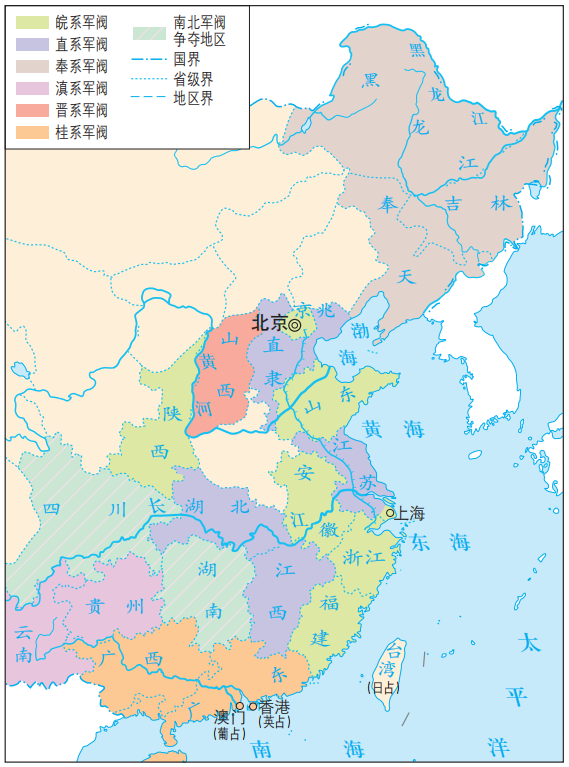 皖系军阀
直系军阀
奉系军阀
滇系军阀
晋系军阀
桂系军阀
南北军阀
争夺地区
国界
省级界
地区界
黑龙江
黑龙江
吉林
奉天
京兆
北京
直隶
渤海
山西
黄河
陕西
山东
黄海
江苏
安徽
上海
东海
四川
长江
湖北
浙江
湖南
江西
福建
贵州
云南
广西
广东
台湾
(日占)
香港
(英占)
澳门
(葡占)
南海
太平洋